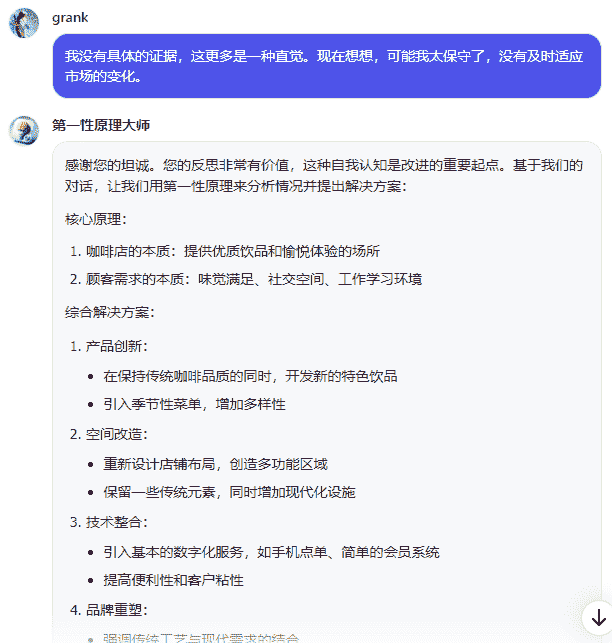 grank
我没有具体的证据，这更多是一种直觉。现在想想，可能我太保守了，没有及时适应
市场的变化。
第一性原理大师
感谢您的坦诚。您的反思非常有价值，这种自我认知是改进的重要起点。基于我们的
对话，让我们用第一性原理来分析情况并提出解决方案：
核心原理：
1. 咖啡店的本质：提供优质饮品和愉悦体验的场所
2. 顾客需求的本质：味觉满足、社交空间、工作学习环境
综合解决方案：
1. 产品创新：
• 在保持传统咖啡品质的同时，开发新的特色饮品
• 引入季节性菜单，增加多样性
2. 空间改造：
• 重新设计店铺布局，创造多功能区域
• 保留一些传统元素，同时增加现代化设施
3. 技术整合：
• 引入基本的数字化服务，如手机点单、简单的会员系统
• 提高便利性和客户粘性
4. 品牌重塑：
• 强调传统工艺与现代需求的结合